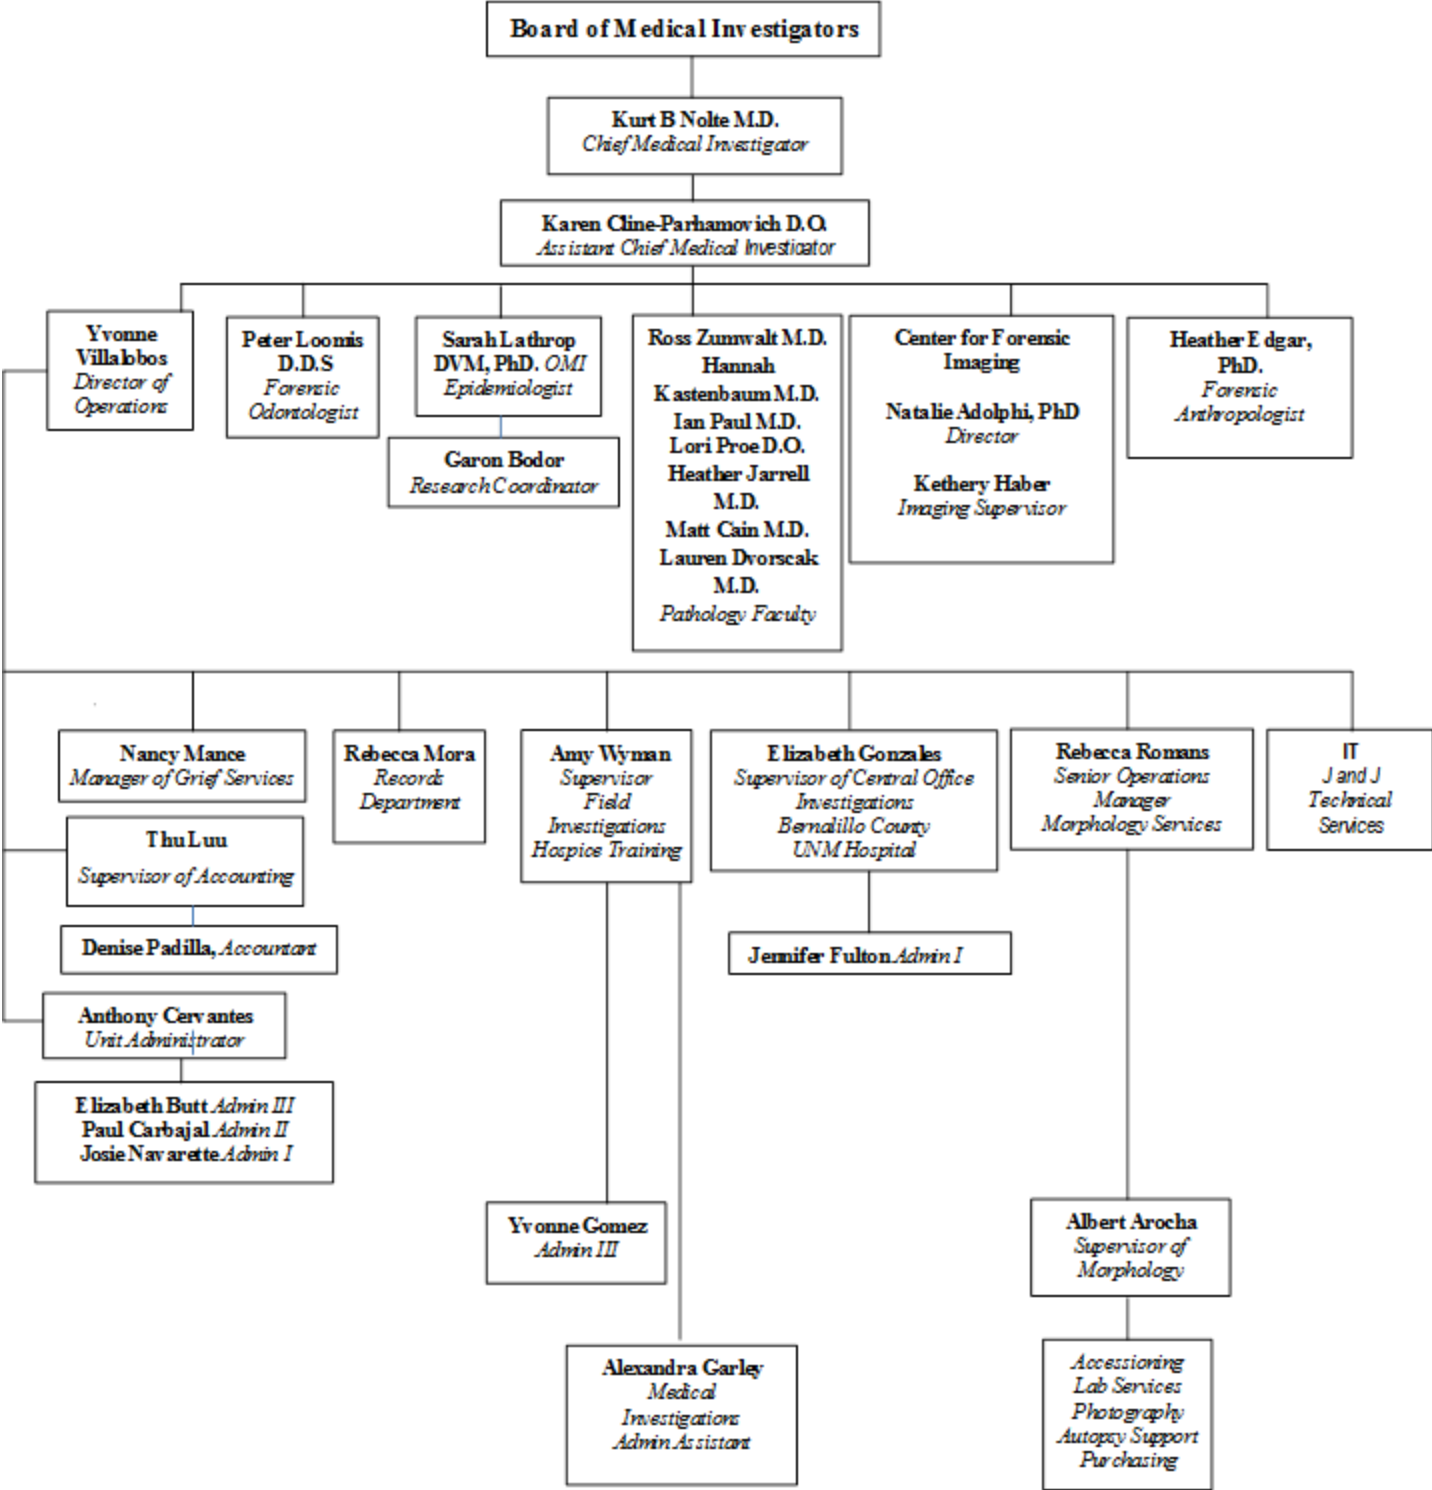 Board of Medical Investigators
Kurt B Nolte M.D.
Chief Medical Investigator
Karen Cline-Parhamovich D.O.
Assistant Chief Medical Investigator
Yvonne
Villalobos
Director of
Operations
Peter Loomis
D.D.S
Forensic
Odontologist
Sarah Lathrop
DVM, PhD. OMI
Epidemiologist
Garon Bodor
Research Coordinator
Ross Zumwalt M.D.
Hannah
Kastenbaum M.D.
Ian Paul M.D.
Lori Proe D.O.
Heather Jarrell
M.D.
Matt Cain M.D.
Lauren Dvorscak
M.D.
Pathology Faculty
Center for Forensic
Imaging
Natalie Adolphi, PhD
Director
Kethery Haber
Imaging Supervisor
Heather Edgar,
PhD.
Forensic
Anthropologist
Nancy Mance
Manager of Grief Services
Thu Luu
Supervisor of Accounting
Denise Padilla, Accountant
Anthony Cervantes
Unit Administrator
Elizabeth Butt Admin III
Paul Carbajal Admin II
Josie Navarette Admin I
Rebecca Mora
Records
Department
Amy Wyman
Supervisor
Field
Investigations
Hospice Training
Yvonne Gomez
Admin III
Alexandra Garley
Medical
Investigations
Admin Assistant
Elizabeth Gonzales
Supervisor of Central Office
Investigations
Bernalillo County
UNM Hospital
Jennifer Fulton Admin I
Rebecca Romans
Senior Operations
Manager
Morphology Services
Albert Arocha
Supervisor of
Morphology
Accessioning
Lab Services
Photography
Autopsy Support
Purchasing
IT
J and J
Technical
Services